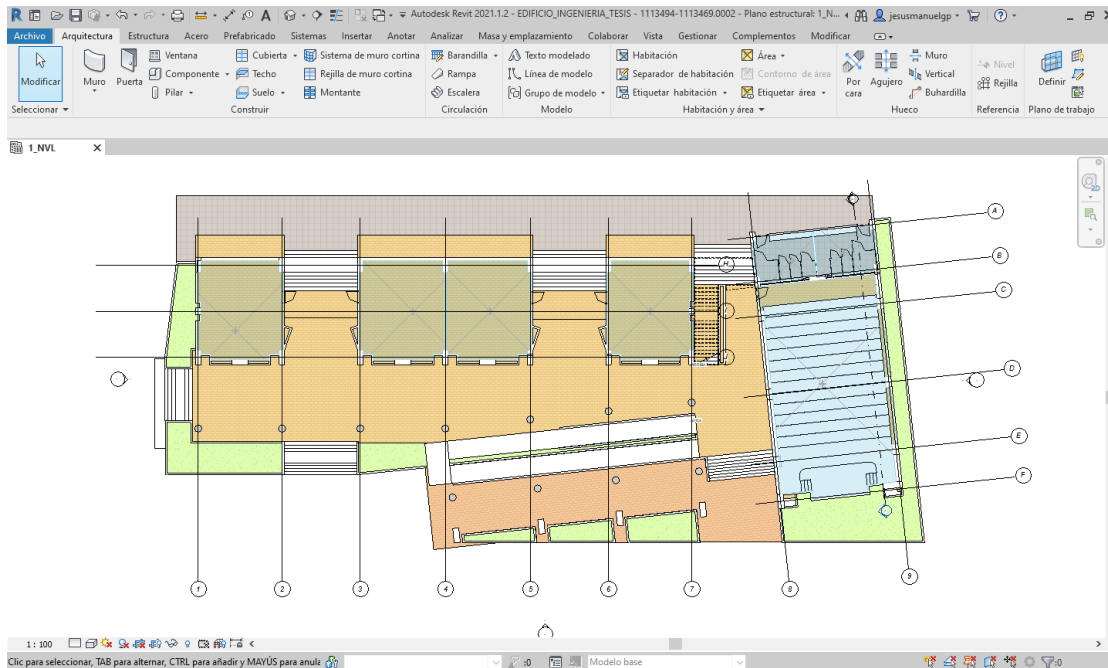 Autodesk Revit 2021.1.2 - EDIFICIO_INGENIERIA_TESIS - 1113494-1113469.0002 - Plano estructural: 1_N... jesusmanuelgp
Archivo Arquitectura Estructura Acero Prefabricado Sistemas Insertar Anotar Analizar Masa y emplazamiento Colaborar Vista Gestionar Complementos Modificar
Modificar
Seleccionar
Muro
Puerta
Ventana
Componente
Pilar
Cubierta
Techo
Suelo
Sistema de muro cortina
Rejilla de muro cortina
Montante
Construir
Barandilla
Rampa
Escalera
Circulación
Texto modelado
Línea de modelo
Grupo de modelo
Modelo
Habitación
Separador de habitación
Etiquetar habitación
Área
Contorno de área
Etiquetar área
Habitación y área
Por cara
Agujero
Muro
Vertical
Buhardilla
Hueco
Nivel
Rejilla
Referencia
Definir
Plano de trabajo
1_NVL X
A
B
H
C
D
E
F
1 2 3 4 5 6 7 8 9
1 : 100
Clic para seleccionar, TAB para alternar, CTRL para añadir y MAYÚS para anula
:0
Modelo base
:0